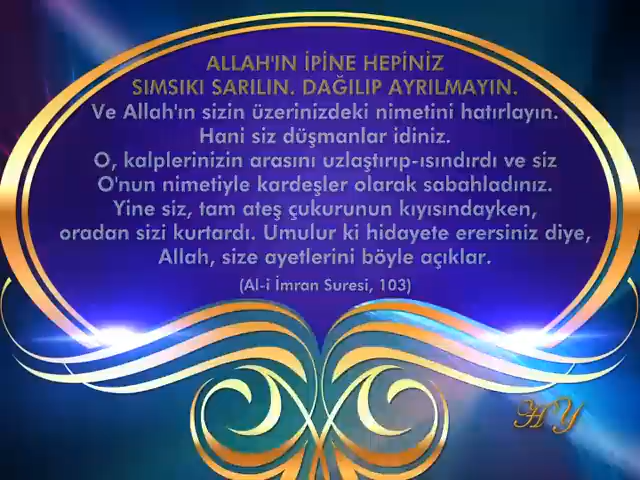 ALLAH'IN İPİNE HEPİNİZ
SIMSIKI SARILIN. DAĞILIP AYRILMAYIN.
Ve Allah'ın sizin üzerinizdeki nimetini hatırlayın.
Hani siz düşmanlar idiniz.
O, kalplerinizin arasını uzlaştırıp-ısındırdı ve siz
O'nun nimetiyle kardeşler olarak sabahladınız.
Yine siz, tam ateş çukurunun kıyısındayken,
oradan sizi kurtardı. Umulur ki hidayete erersiniz diye,
Allah, size ayetlerini böyle açıklar.
(Al-i İmran Suresi, 103)
HY